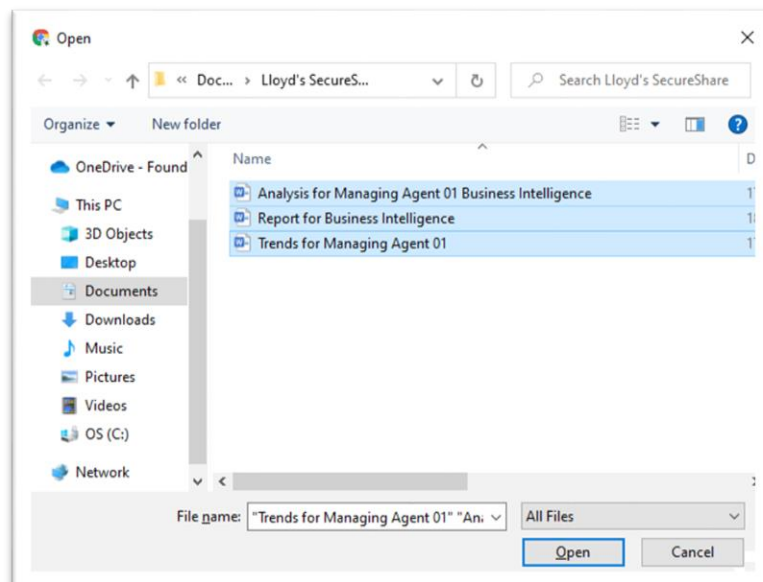 Open
« Doc... › Lloyd's SecureS...
Search Lloyd's SecureShare
Organize
New folder
?
OneDrive - Found
This PC
3D Objects
Desktop
Documents
Downloads
Music
Pictures
Videos
OS (C:)
Network
Name
D
Analysis for Managing Agent 01 Business Intelligence
Report for Business Intelligence
Trends for Managing Agent 01
File name:
"Trends for Managing Agent 01" "An
All Files
Open
Cancel